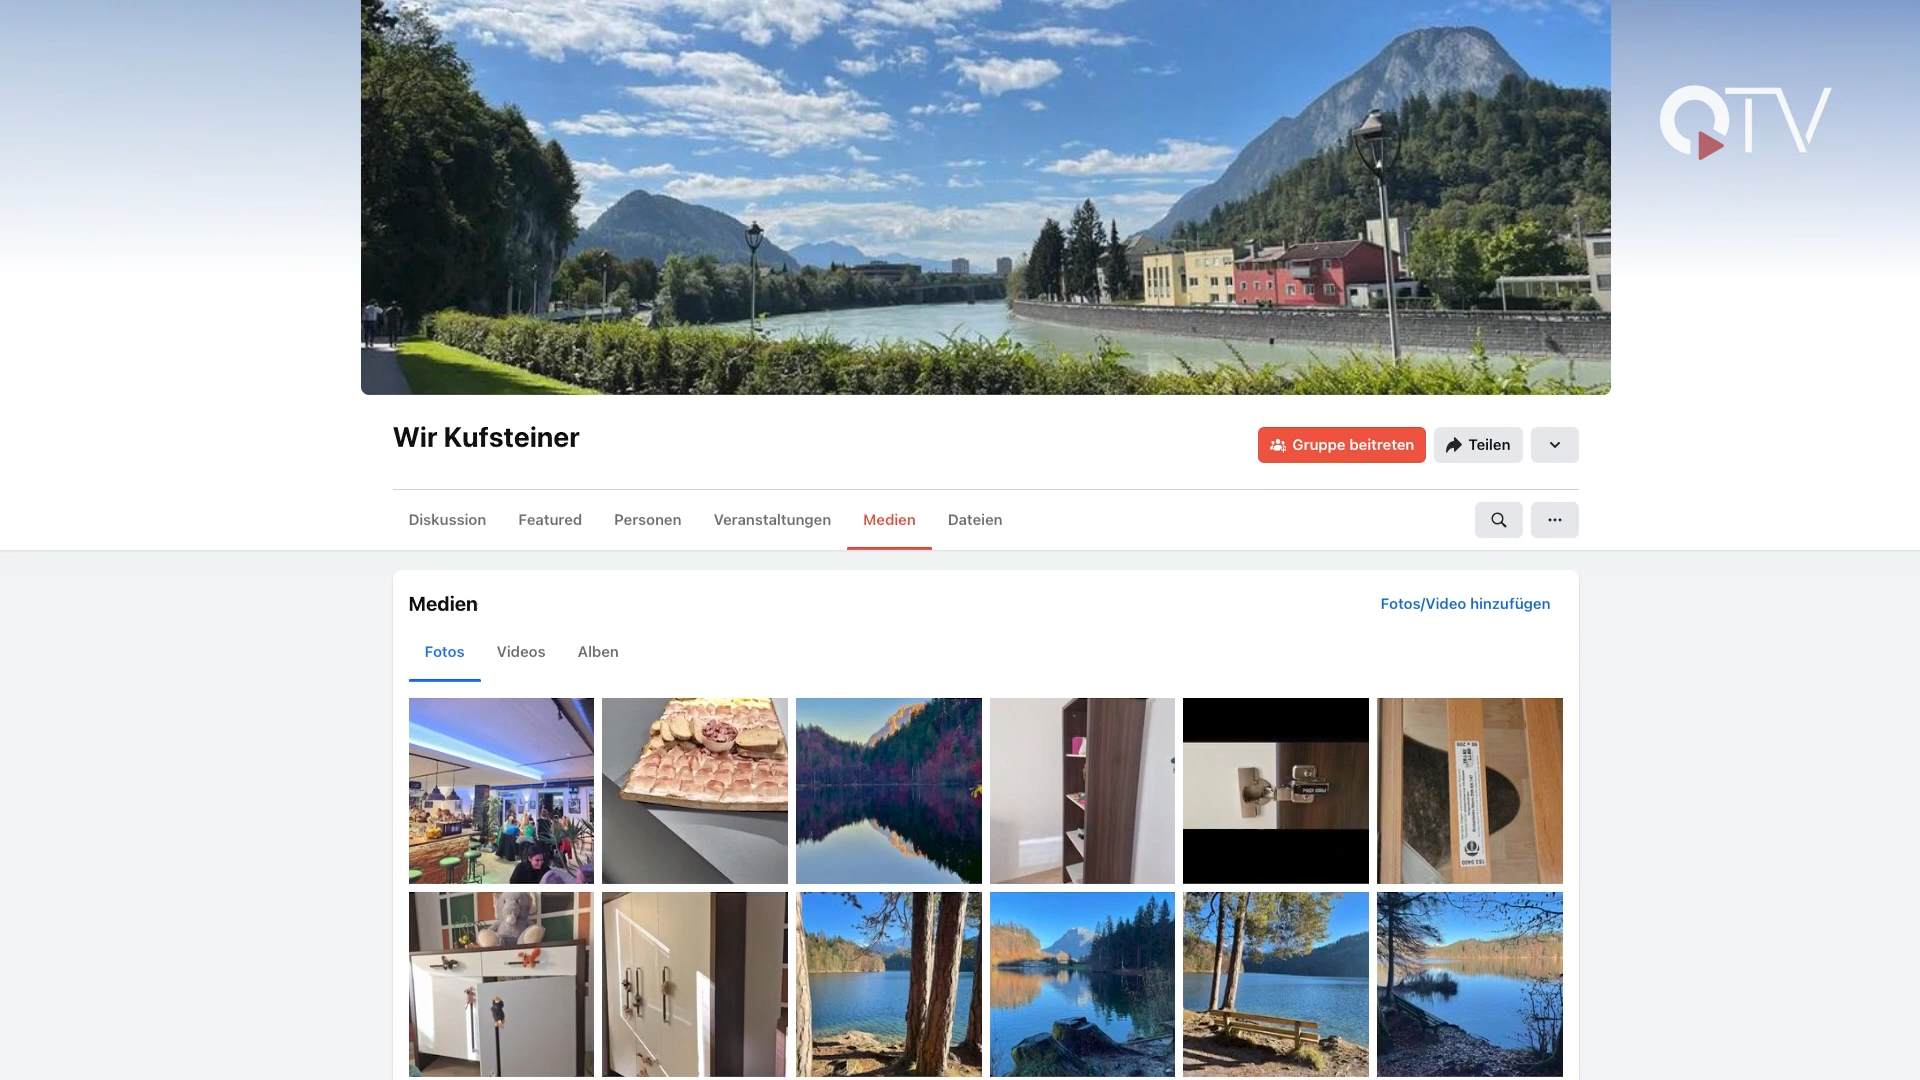 QTV
Wir Kufsteiner
Gruppe beitreten
Teilen
Diskussion
Featured
Personen
Veranstaltungen
Medien
Dateien
Medien
Fotos/Video hinzufügen
Fotos
Videos
Alben